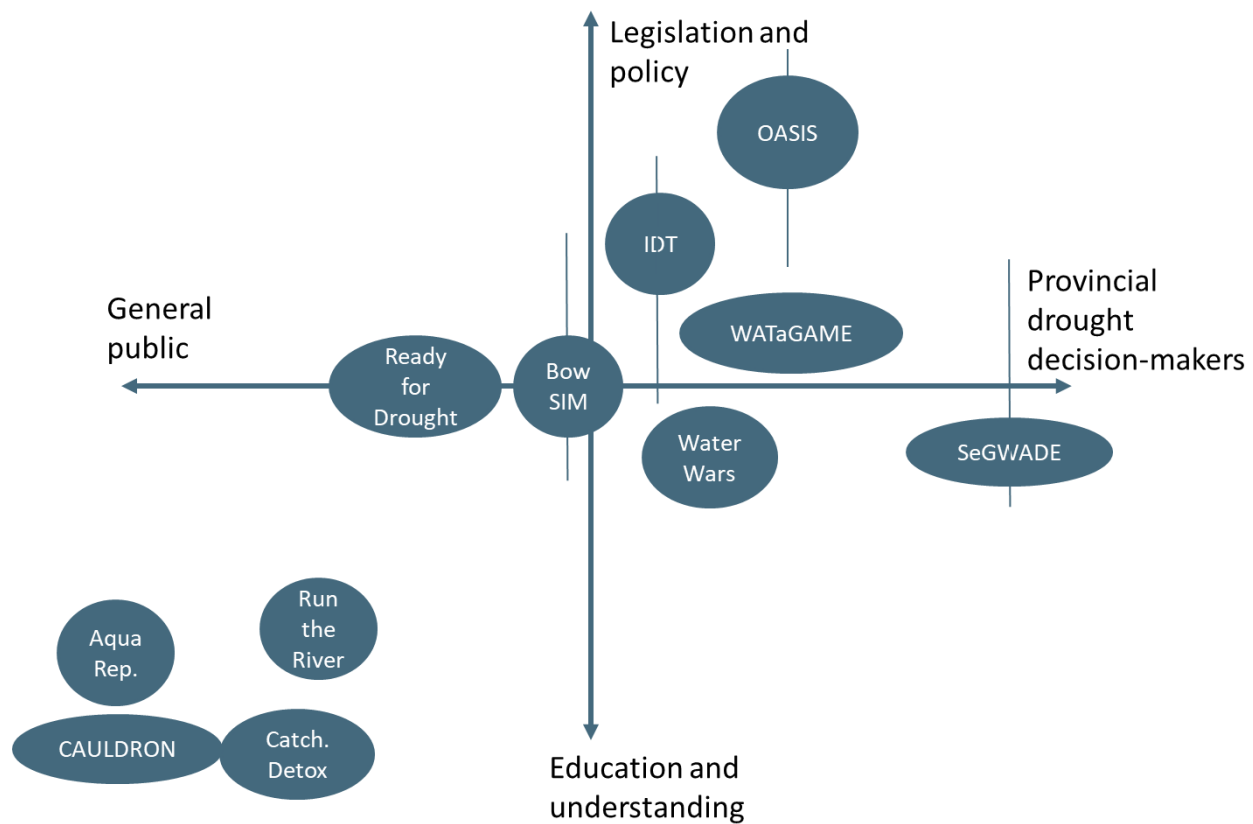 Legislation and
policy
OASIS
IDT
General
public
Provincial
drought
decision-makers
WATaGAME
Ready
for
Drought
Bow
SIM
Water
Wars
SeGWADE
Aqua
Rep.
Run
the
River
CAULDRON
Catch.
Detox
Education and
understanding